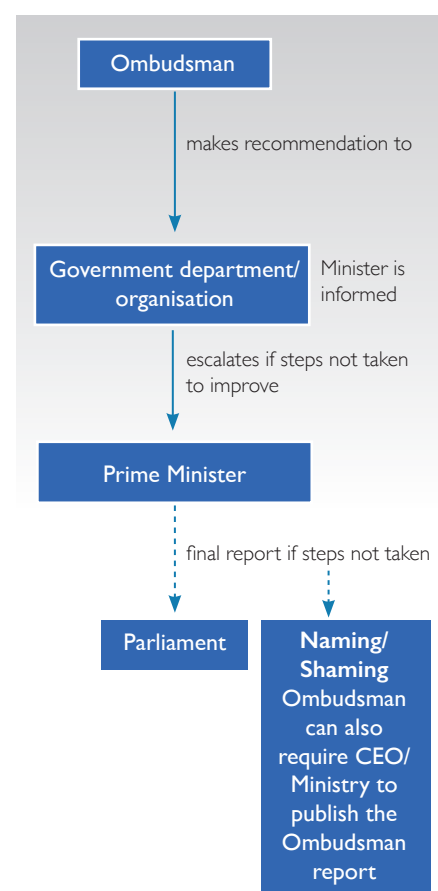 Ombudsman
makes recommendation to
Government department/
organisation
Minister is
informed
escalates if steps not taken
to improve
Prime Minister
final report if steps not taken
Parliament
Naming/
Shaming
Ombudsman
can also
require CEO/
Ministry to
publish the
Ombudsman
report